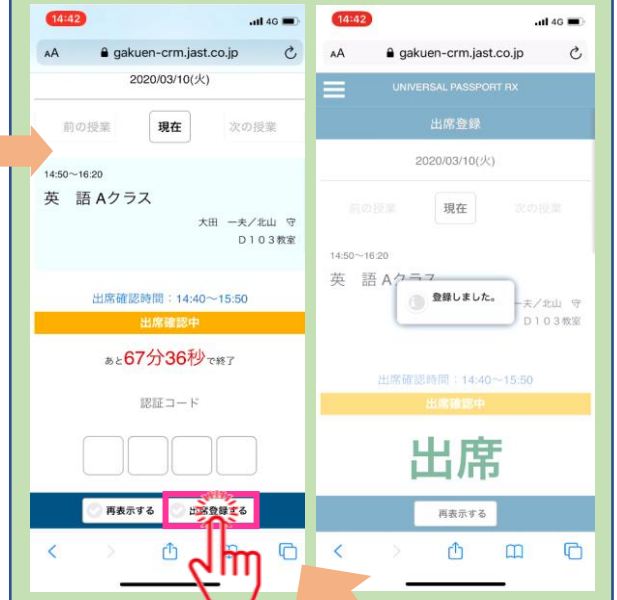 14:42
4G
AA
gakuen-crm.jast.co.jp
2020/03/10(火)
前の授業
現在
次の授業
14:50～16:20
英　語 Aクラス
大田　一夫／北山　守
Ｄ１０３教室
出席確認時間：14:40～15:50
出席確認中
あと67分36秒で終了
認証コード
再表示する
出席登録する
14:42
4G
AA
gakuen-crm.jast.co.jp
UNIVERSAL PASSPORT RX
出席登録
2020/03/10(火)
前の授業
現在
次の授業
14:50～16:20
英　語 Aクラス
登録しました。
一夫／北山　守
Ｄ１０３教室
出席確認時間：14:40～15:50
出席確認中
出席
再表示する